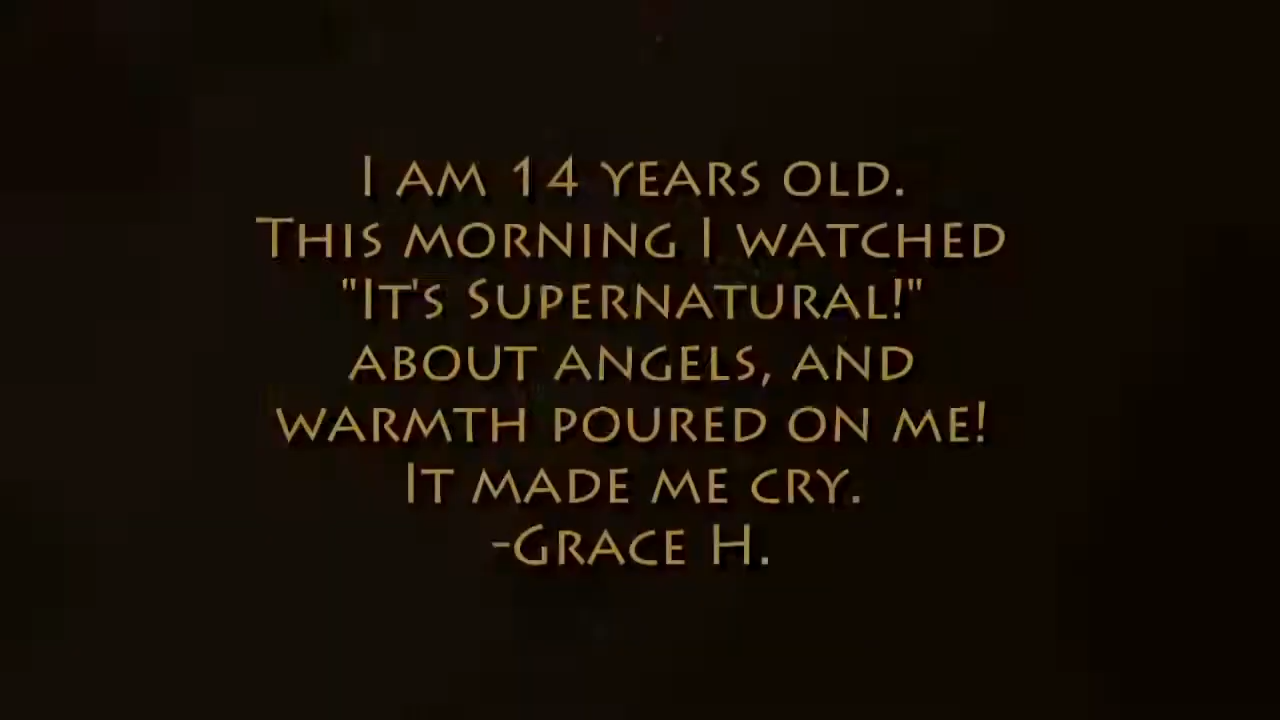 I am 14 years old.
This morning I watched
"It's Supernatural!"
about angels, and
warmth poured on me!
It made me cry.
-Grace H.